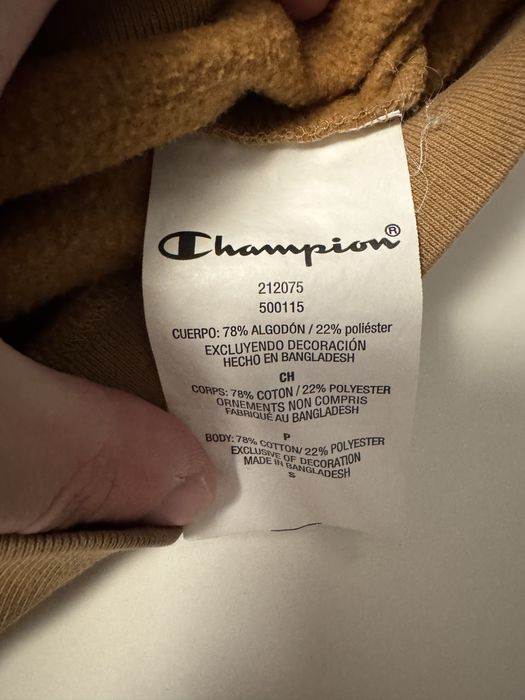 Champion®
212075
500115
CUERPO: 78% ALGODÓN / 22% poliéster
EXCLUYENDO DECORACIÓN
HECHO EN BANGLADESH
CH
CORPS: 78% COTON / 22% POLYESTER
ORNEMENTS NON COMPRIS
FABRIQUÉ AU BANGLADESH
P
BODY: 78% COTTON/ 22% POLYESTER
EXCLUSIVE OF DECORATION
MADE IN BANGLADESH
S